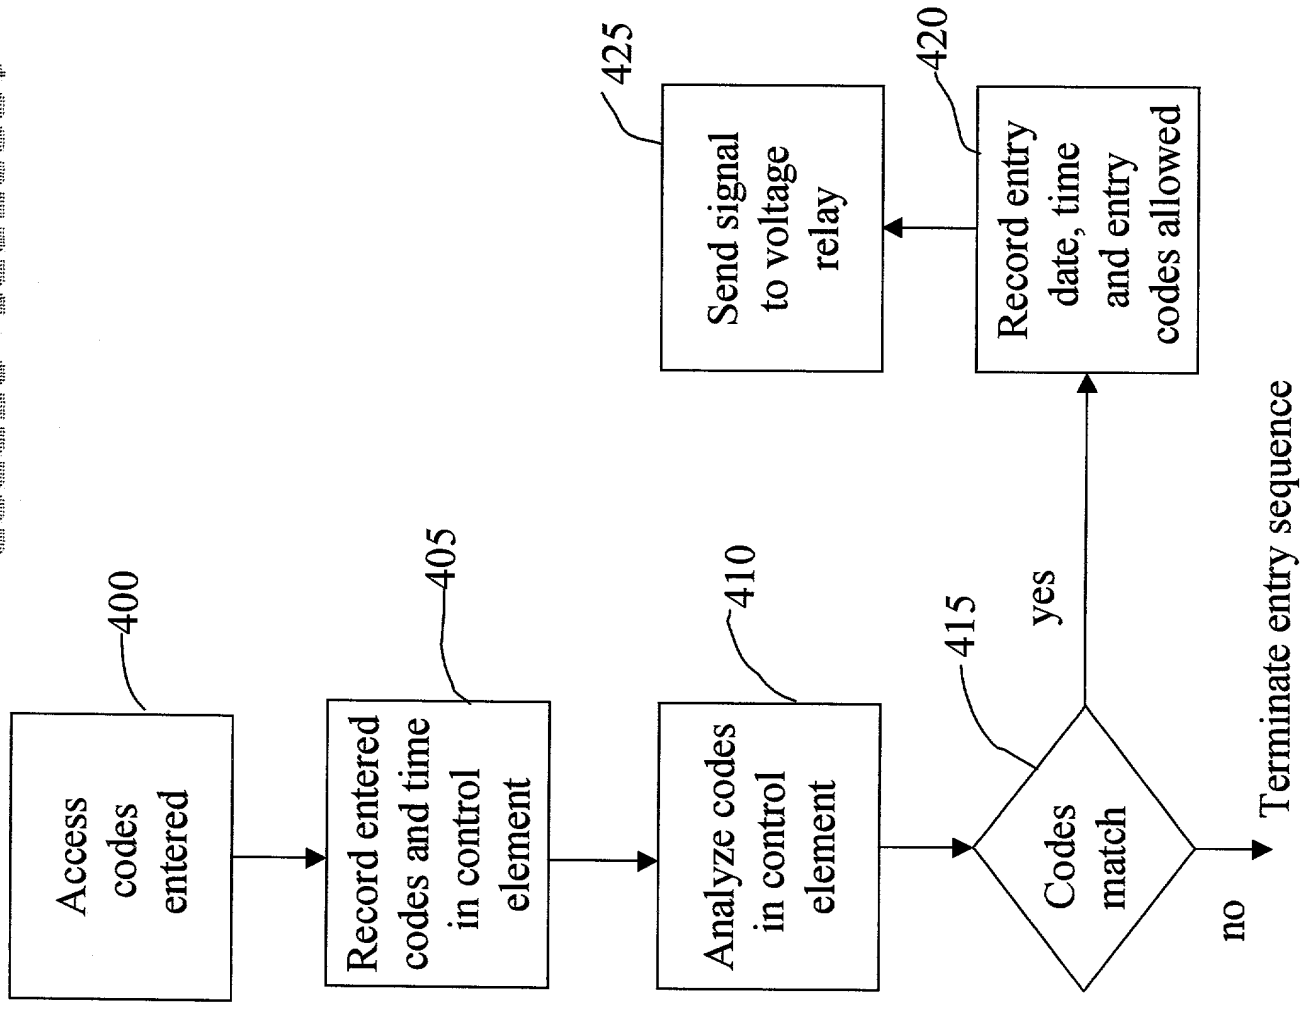 400
Access
codes
entered
405
Record entered
codes and time
in control
element
410
Analyze codes
in control
element
415
Codes
match
yes
no
Terminate entry sequence
420
Record entry
date, time
and entry
codes allowed
425
Send signal
to voltage
relay